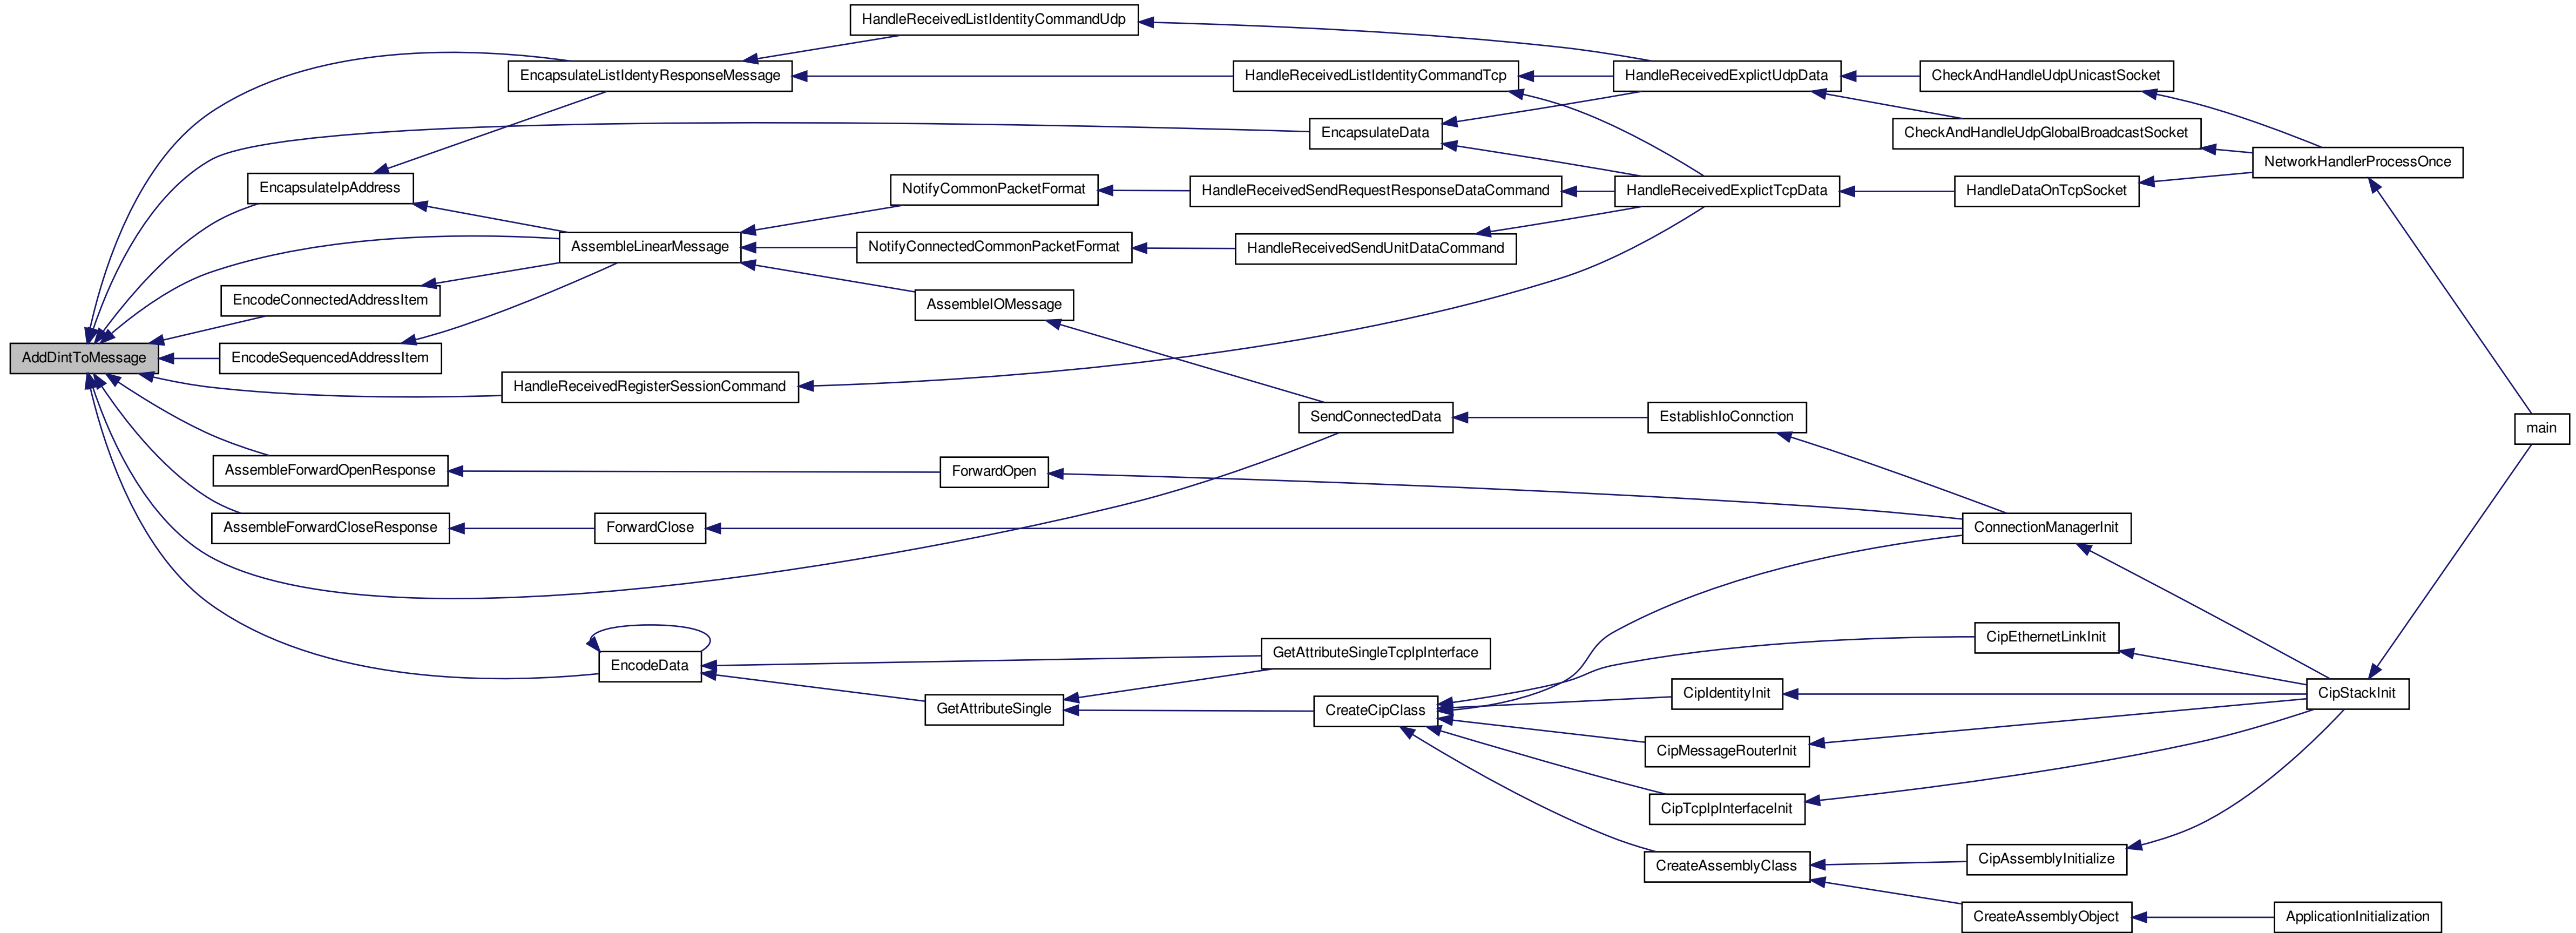 HandleReceivedListIdentityCommandUdp
EncapsulateListIdentyResponseMessage
HandleReceivedListIdentityCommandTcp
HandleReceivedExplictUdpData
CheckAndHandleUdpUnicastSocket
EncapsulateData
CheckAndHandleUdpGlobalBroadcastSocket
NetworkHandlerProcessOnce
EncapsulateIpAddress
NotifyCommonPacketFormat
HandleReceivedSendRequestResponseDataCommand
HandleReceivedExplictTcpData
HandleDataOnTcpSocket
AssembleLinearMessage
NotifyConnectedCommonPacketFormat
HandleReceivedSendUnitDataCommand
EncodeConnectedAddressItem
AssembleIOMessage
AddDintToMessage
EncodeSequencedAddressItem
HandleReceivedRegisterSessionCommand
SendConnectedData
EstablishIoConnction
main
AssembleForwardOpenResponse
ForwardOpen
AssembleForwardCloseResponse
ForwardClose
ConnectionManagerInit
EncodeData
GetAttributeSingleTcpIpInterface
CipEthernetLinkInit
GetAttributeSingle
CreateCipClass
CipIdentityInit
CipStackInit
CipMessageRouterInit
CipTcpIpInterfaceInit
CreateAssemblyClass
CipAssemblyInitialize
CreateAssemblyObject
ApplicationInitialization